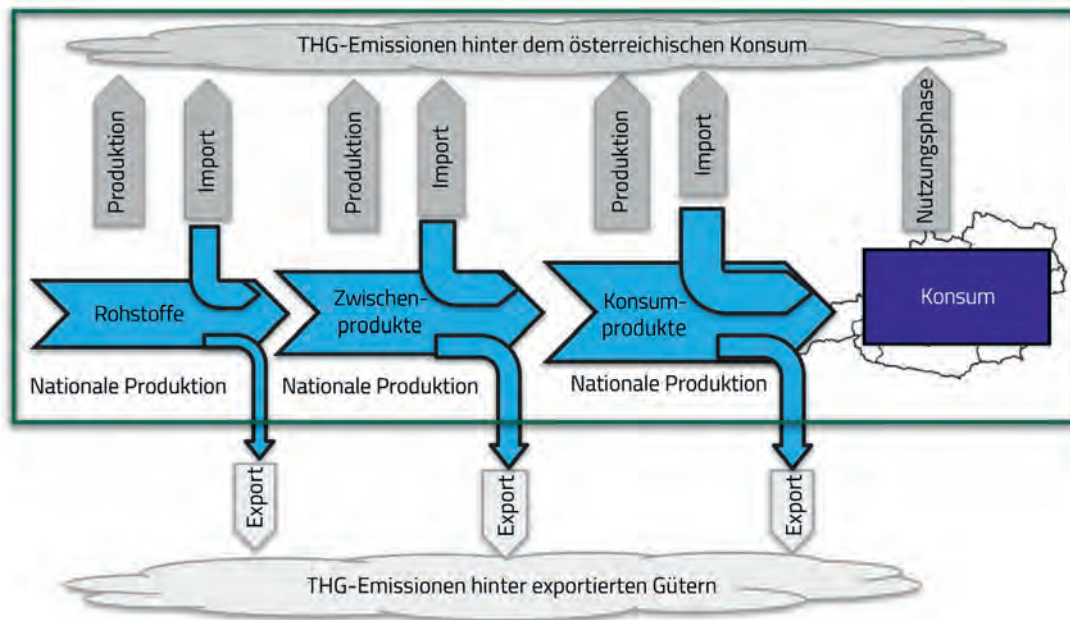 THG-Emissionen hinter dem österreichischen Konsum
Produktion
Import
Produktion
Import
Produktion
Import
Nutzungsphase
Rohstoffe
Zwischen-
produkte
Konsum-
produkte
Konsum
Nationale Produktion
Nationale Produktion
Nationale Produktion
Export
Export
Export
THG-Emissionen hinter exportierten Gütern